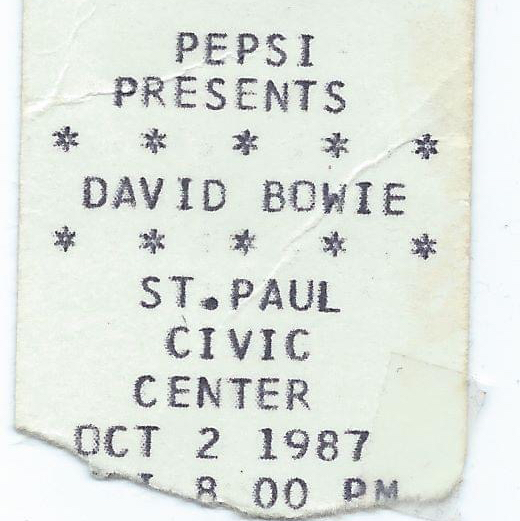 PEPSI
PRESENTS
* * * * *
DAVID BOWIE
* * * * *
ST.PAUL
CIVIC
CENTER
OCT 2 1987
8 00 PM